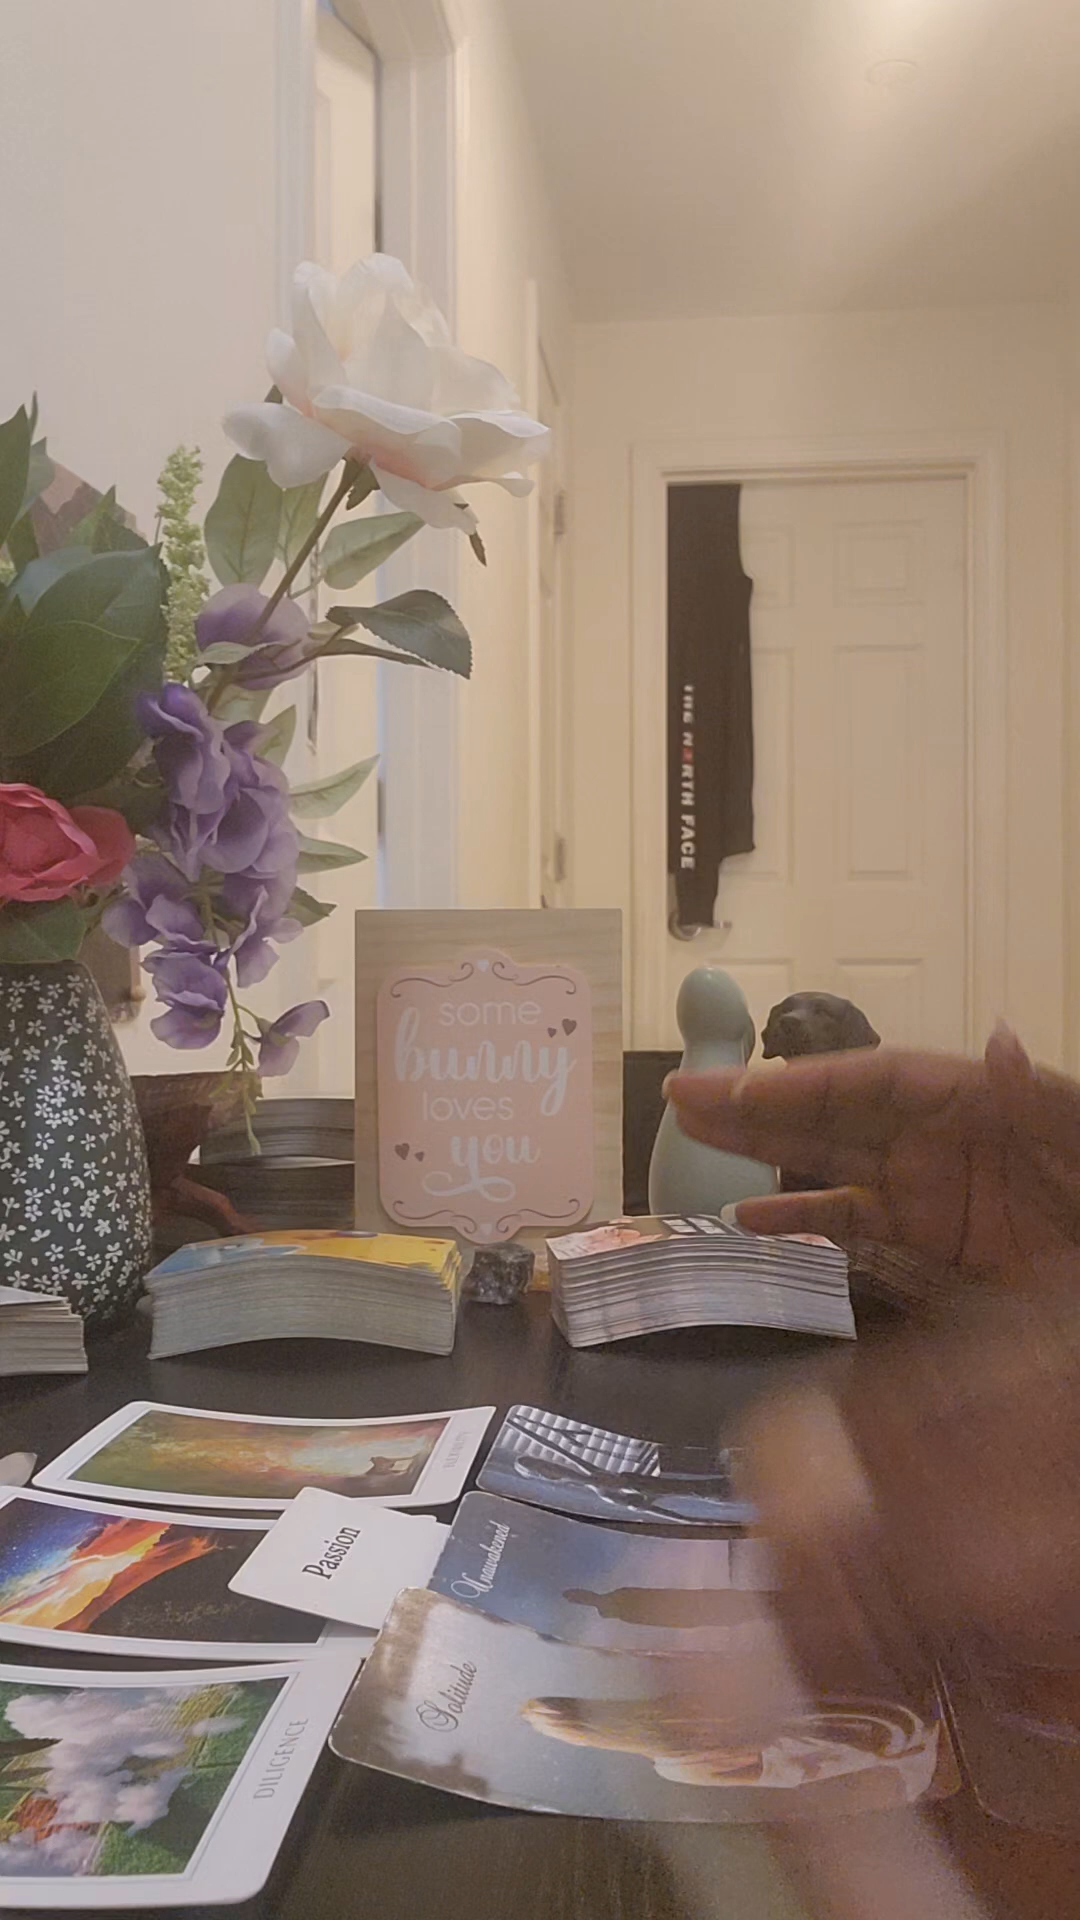 THE NORTH FACE
some
bunny
loves
you
Passion
Unawakened
Solitude
DILIGENCE